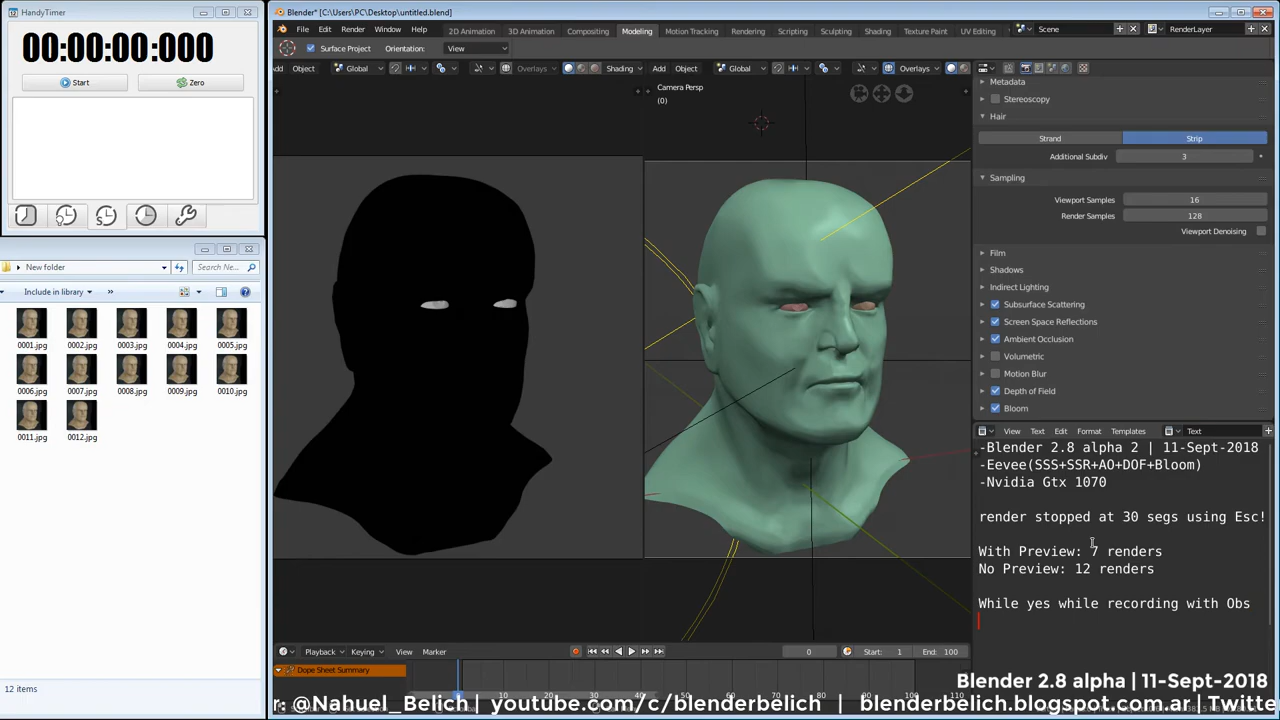 HandyTimer
00:00:00:000
Start
Zero
New folder
Search Ne...
Include in library
»
0001.jpg
0002.jpg
0003.jpg
0004.jpg
0005.jpg
0006.jpg
0007.jpg
0008.jpg
0009.jpg
0010.jpg
0011.jpg
0012.jpg
12 items
Blender* [C:\Users\PC\Desktop\untitled.blend]
File Edit Render Window Help
2D Animation 3D Animation Compositing Modeling Motion Tracking Rendering Scripting Sculpting Shading Texture Paint UV Editing
Scene
RenderLayer
Surface Project Orientation: View
Add Object Global Overlays Shading
Add Object Global Overlays
Camera Persp
(0)
Metadata
Stereoscopy
Hair
Strand Strip
Additional Subdiv 3
Sampling
Viewport Samples 16
Render Samples 128
Viewport Denoising
Film
Shadows
Indirect Lighting
Subsurface Scattering
Screen Space Reflections
Ambient Occlusion
Volumetric
Motion Blur
Depth of Field
Bloom
View Text Edit Format Templates Text
-Blender 2.8 alpha 2 | 11-Sept-2018
-Eevee(SSS+SSR+AO+DOF+Bloom)
-Nvidia Gtx 1070
render stopped at 30 segs using Esc!
With Preview: 7 renders
No Preview: 12 renders
While yes while recording with Obs
Playback Keying View Marker
0
Start: 1 End: 100
Dope Sheet Summary
Blender 2.8 alpha | 11-Sept-2018
r: @Nahuel_Belich | youtube.com/c/blenderbelich | blenderbelich.blogspot.com.ar | Twitte